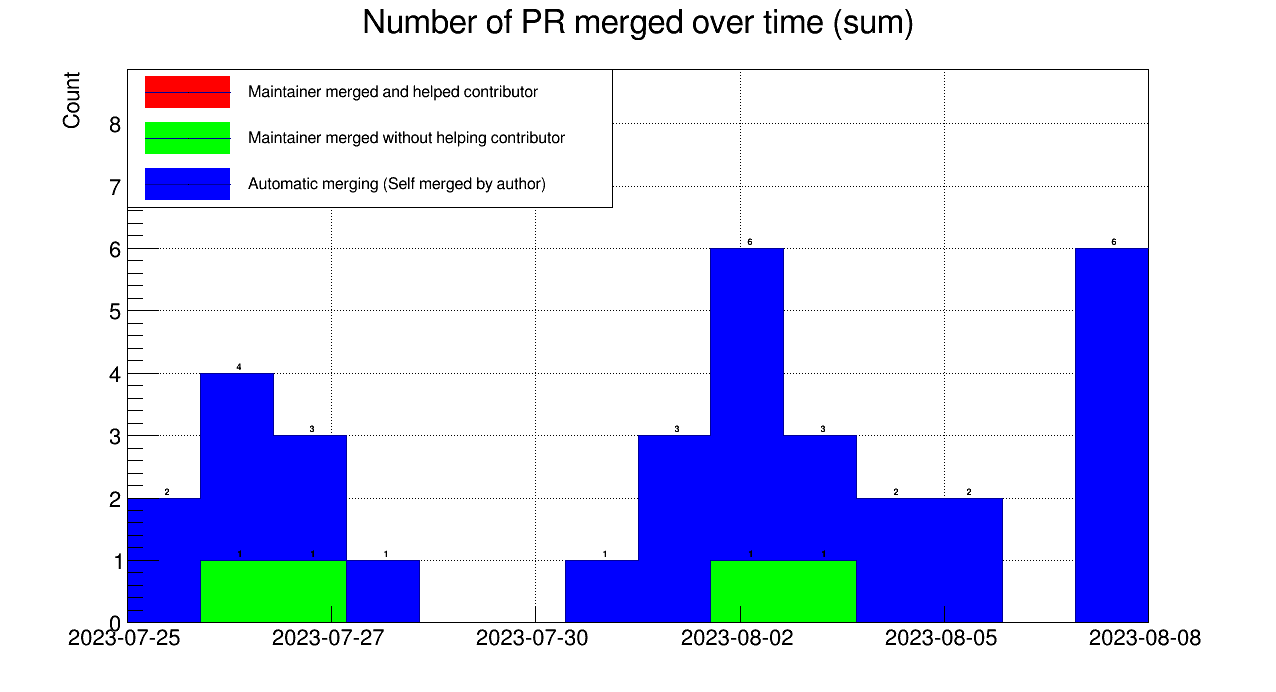 Number of PR merged over time (sum)
Count
Maintainer merged and helped contributor
Maintainer merged without helping contributor
Automatic merging (Self merged by author)
8
7
6
5
4
3
2
1
0
2 4 3 1 1 3 6 3 2 2 6
1 1 1 1
2023-07-25 2023-07-27 2023-07-30 2023-08-02 2023-08-05 2023-08-08